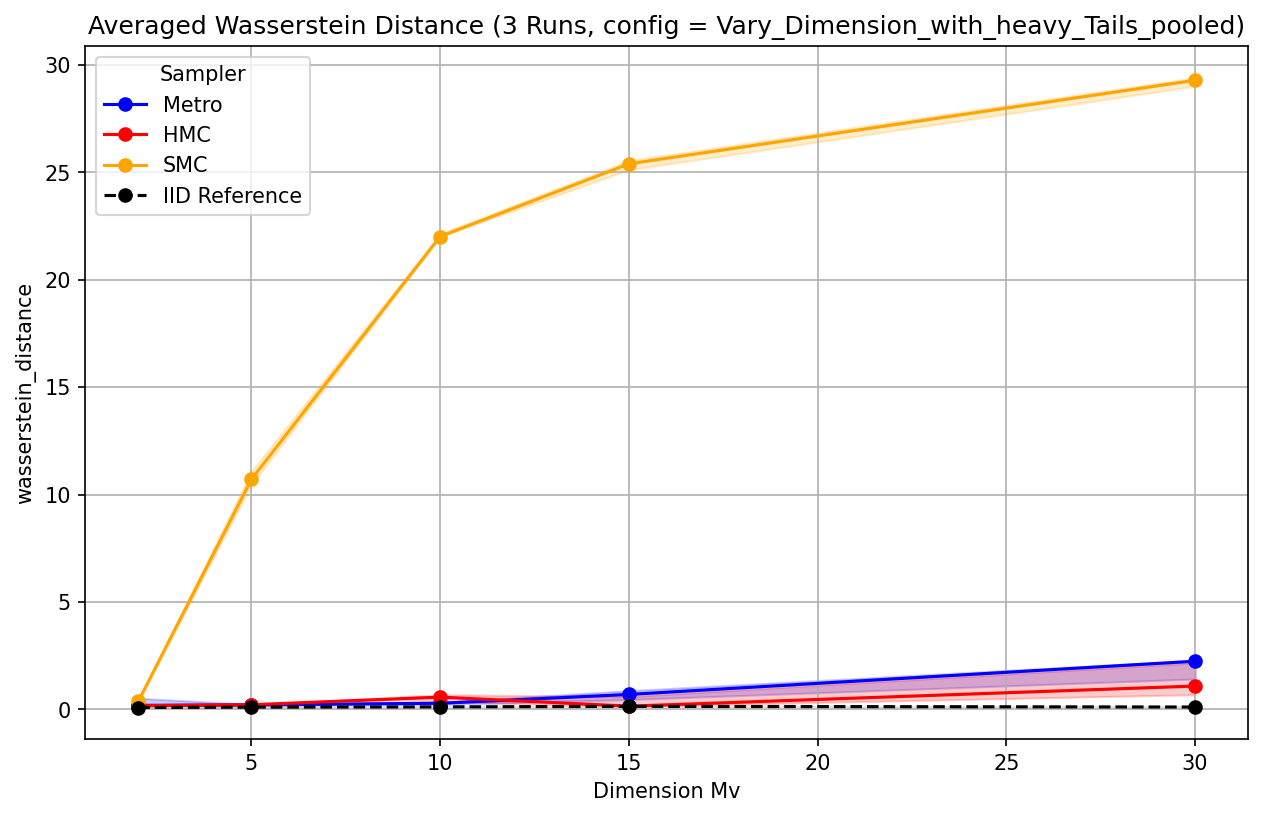 Averaged Wasserstein Distance (3 Runs, config = Vary_Dimension_with_heavy_Tails_pooled)
Sampler
Metro
HMC
SMC
IID Reference
wasserstein_distance
30
25
20
15
10
5
0
5
10
15
20
25
30
Dimension Mv